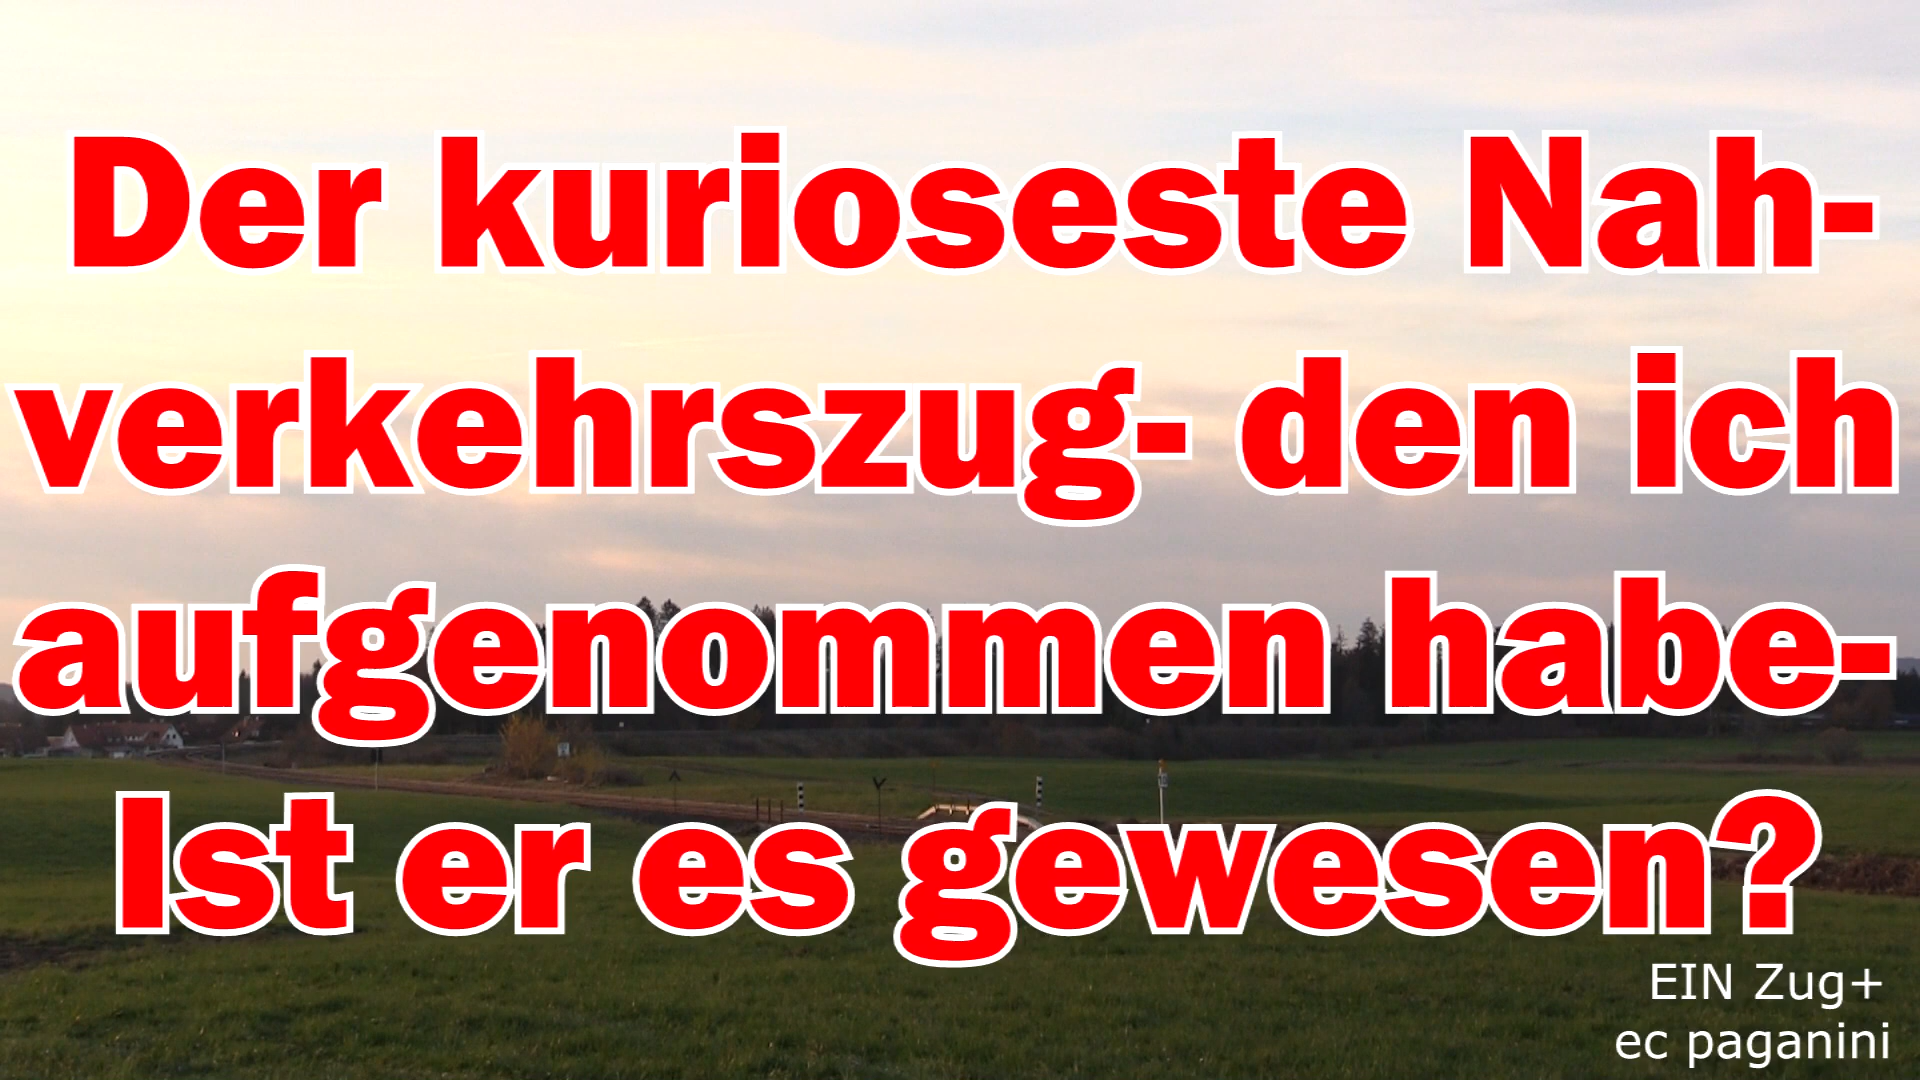 Der kurioseste Nah-
verkehrszug- den ich
aufgenommen habe-
Ist er es gewesen?
EIN Zug+
ec paganini